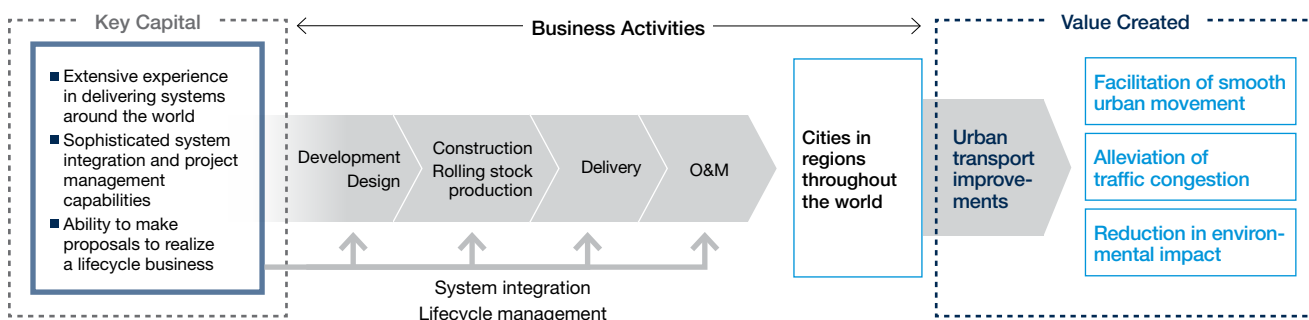 Key Capital
Business Activities
Value Created
Extensive experience
in delivering systems
around the world
Sophisticated system
integration and project
management
capabilities
Ability to make
proposals to realize
a lifecycle business
Development
Design
Construction
Rolling stock
production
Delivery
O&M
System integration
Lifecycle management
Cities in
regions
throughout
the world
Urban
transport
improve-
ments
Facilitation of smooth
urban movement
Alleviation of
traffic congestion
Reduction in environ-
mental impact